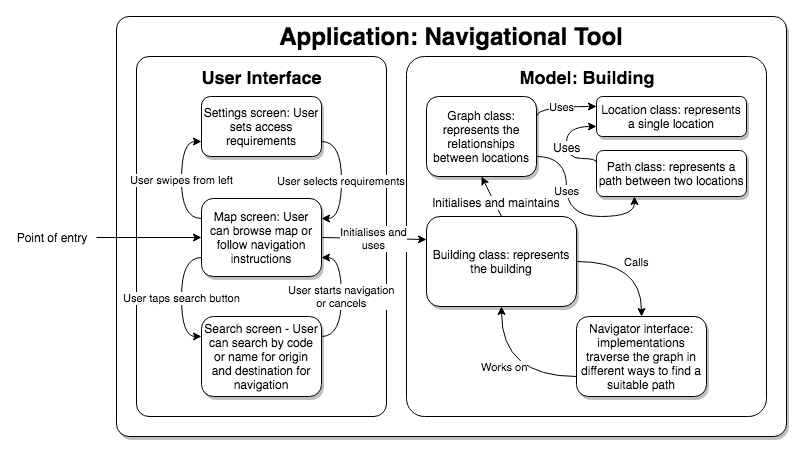 Application: Navigational Tool
User Interface
Settings screen: User
sets access
requirements
User swipes from left
User selects requirements
Point of entry
Map screen: User
can browse map or
follow navigation
instructions
Initialises and
uses
User taps search button
User starts navigation
or cancels
Search screen - User
can search by code
or name for origin
and destination for
navigation
Model: Building
Graph class:
represents the
relationships
between locations
Uses
Location class: represents
a single location
Uses
Path class: represents a
path between two locations
Uses
Initialises and maintains
Building class: represents
the building
Calls
Navigator interface:
implementations
traverse the graph in
different ways to find a
suitable path
Works on